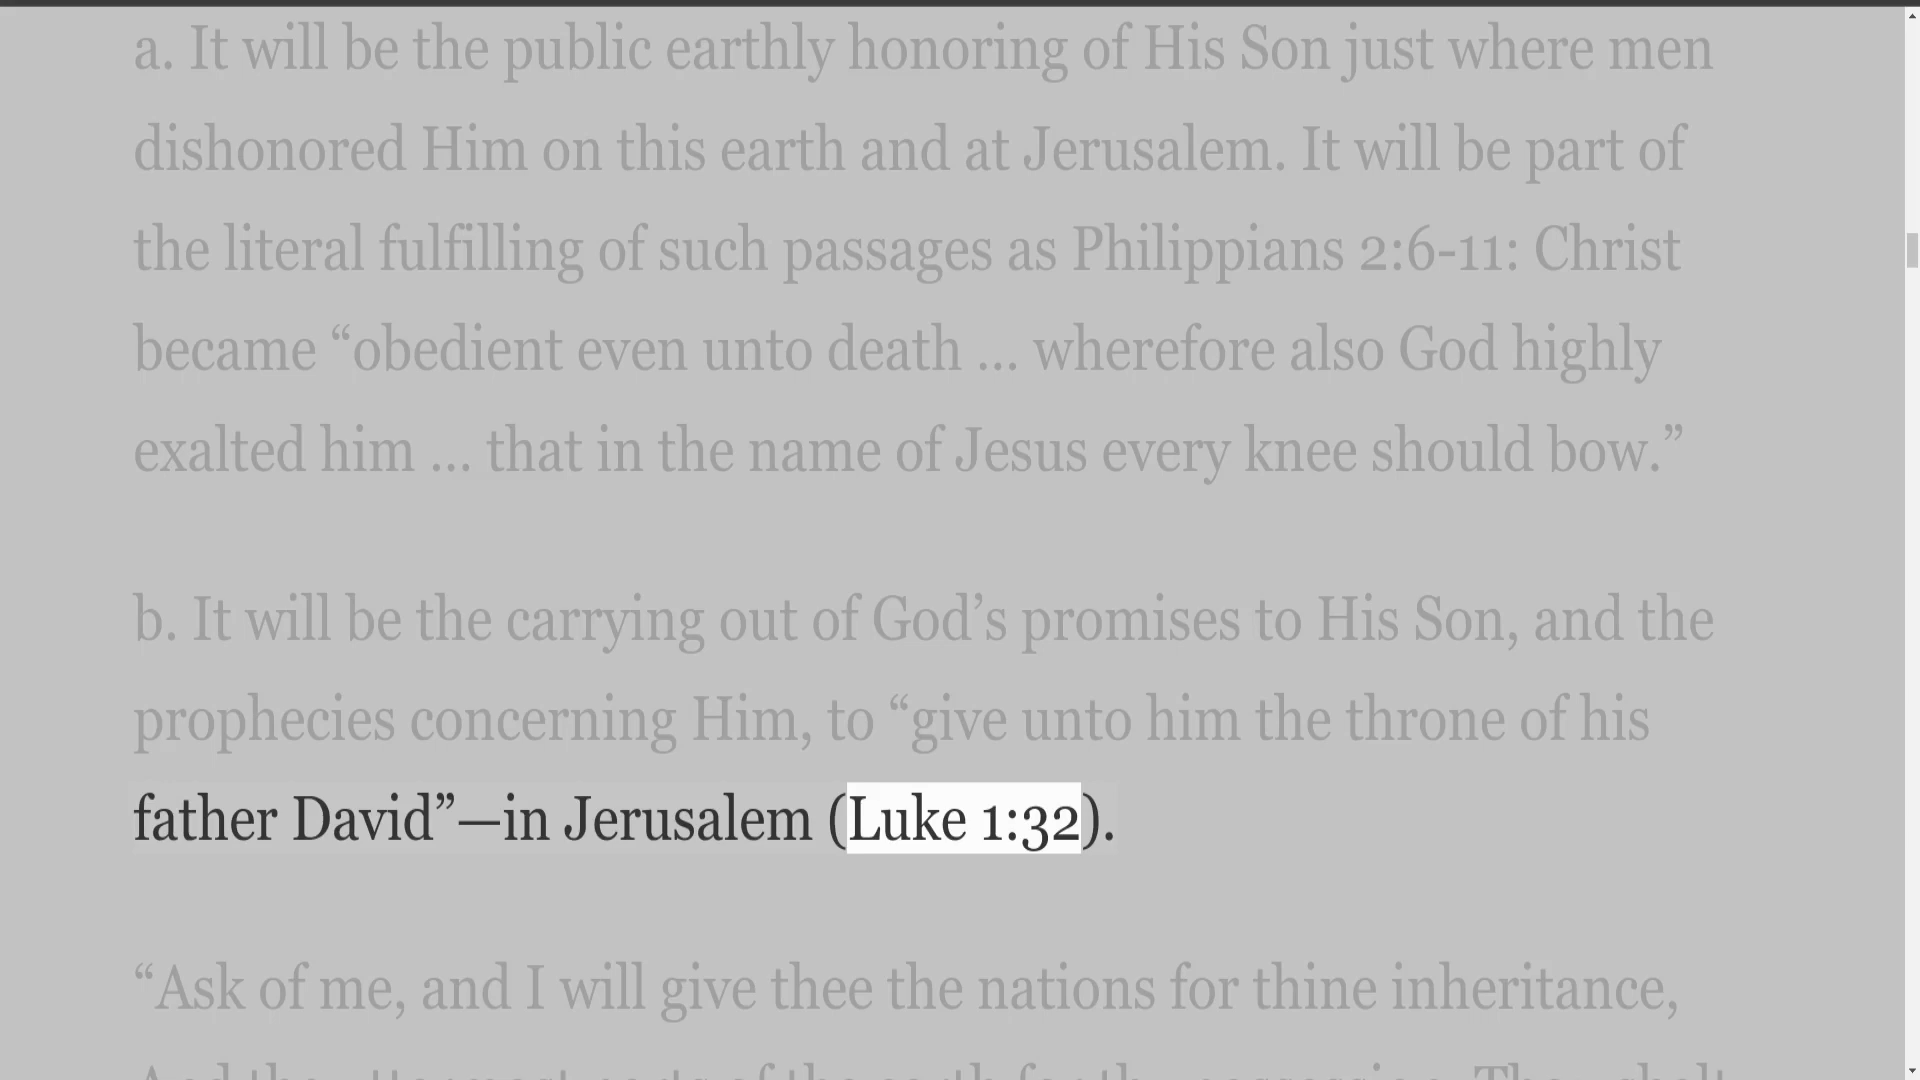 a. It will be the public earthly honoring of His Son just where men
dishonored Him on this earth and at Jerusalem. It will be part of
the literal fulfilling of such passages as Philippians 2:6-11: Christ
became “obedient even unto death ... wherefore also God highly
exalted him ... that in the name of Jesus every knee should bow.”
b. It will be the carrying out of God’s promises to His Son, and the
prophecies concerning Him, to “give unto him the throne of his
father David”—in Jerusalem (Luke 1:32).
“Ask of me, and I will give thee the nations for thine inheritance,